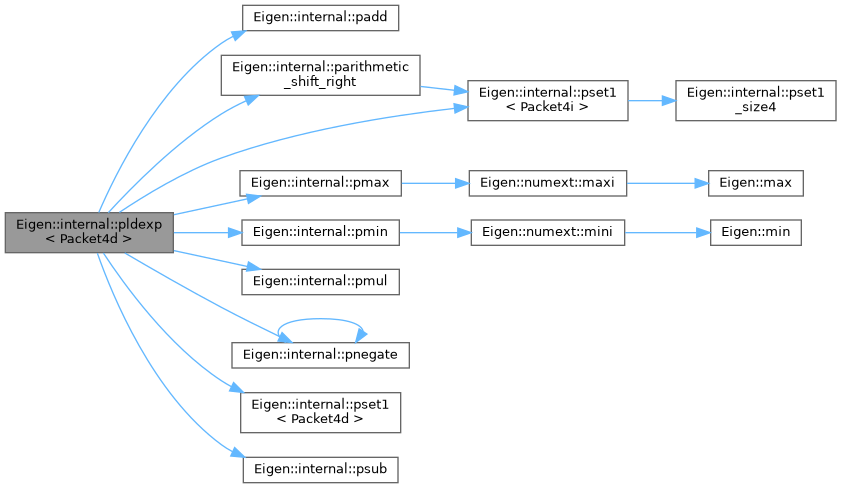 Eigen::internal::padd
Eigen::internal::parithmetic
_shift_right
Eigen::internal::pset1
< Packet4i >
Eigen::internal::pset1
_size4
Eigen::internal::pmax
Eigen::numext::maxi
Eigen::max
Eigen::internal::pldexp
< Packet4d >
Eigen::internal::pmin
Eigen::numext::mini
Eigen::min
Eigen::internal::pmul
Eigen::internal::pnegate
Eigen::internal::pset1
< Packet4d >
Eigen::internal::psub